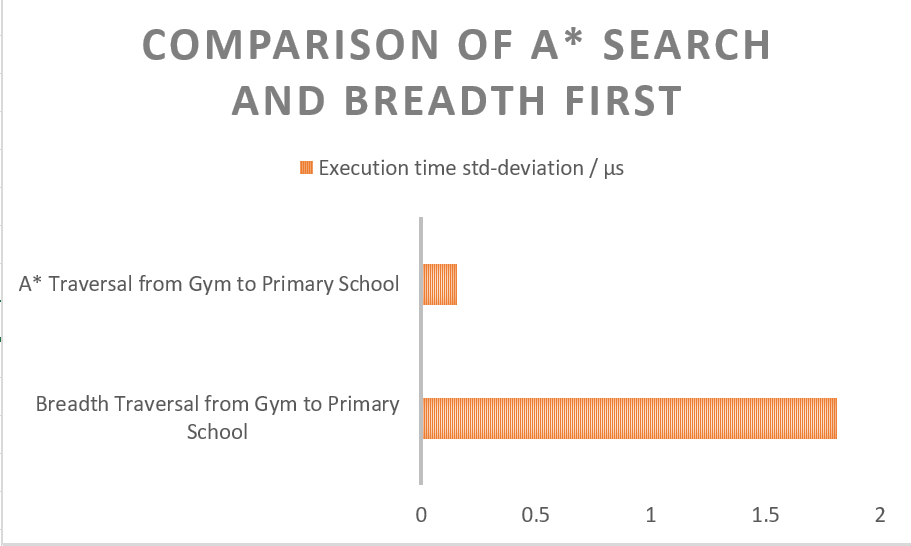 COMPARISON OF A* SEARCH
AND BREADTH FIRST
Execution time std-deviation / µs
A* Traversal from Gym to Primary School
Breadth Traversal from Gym to Primary
School
0 0.5 1 1.5 2